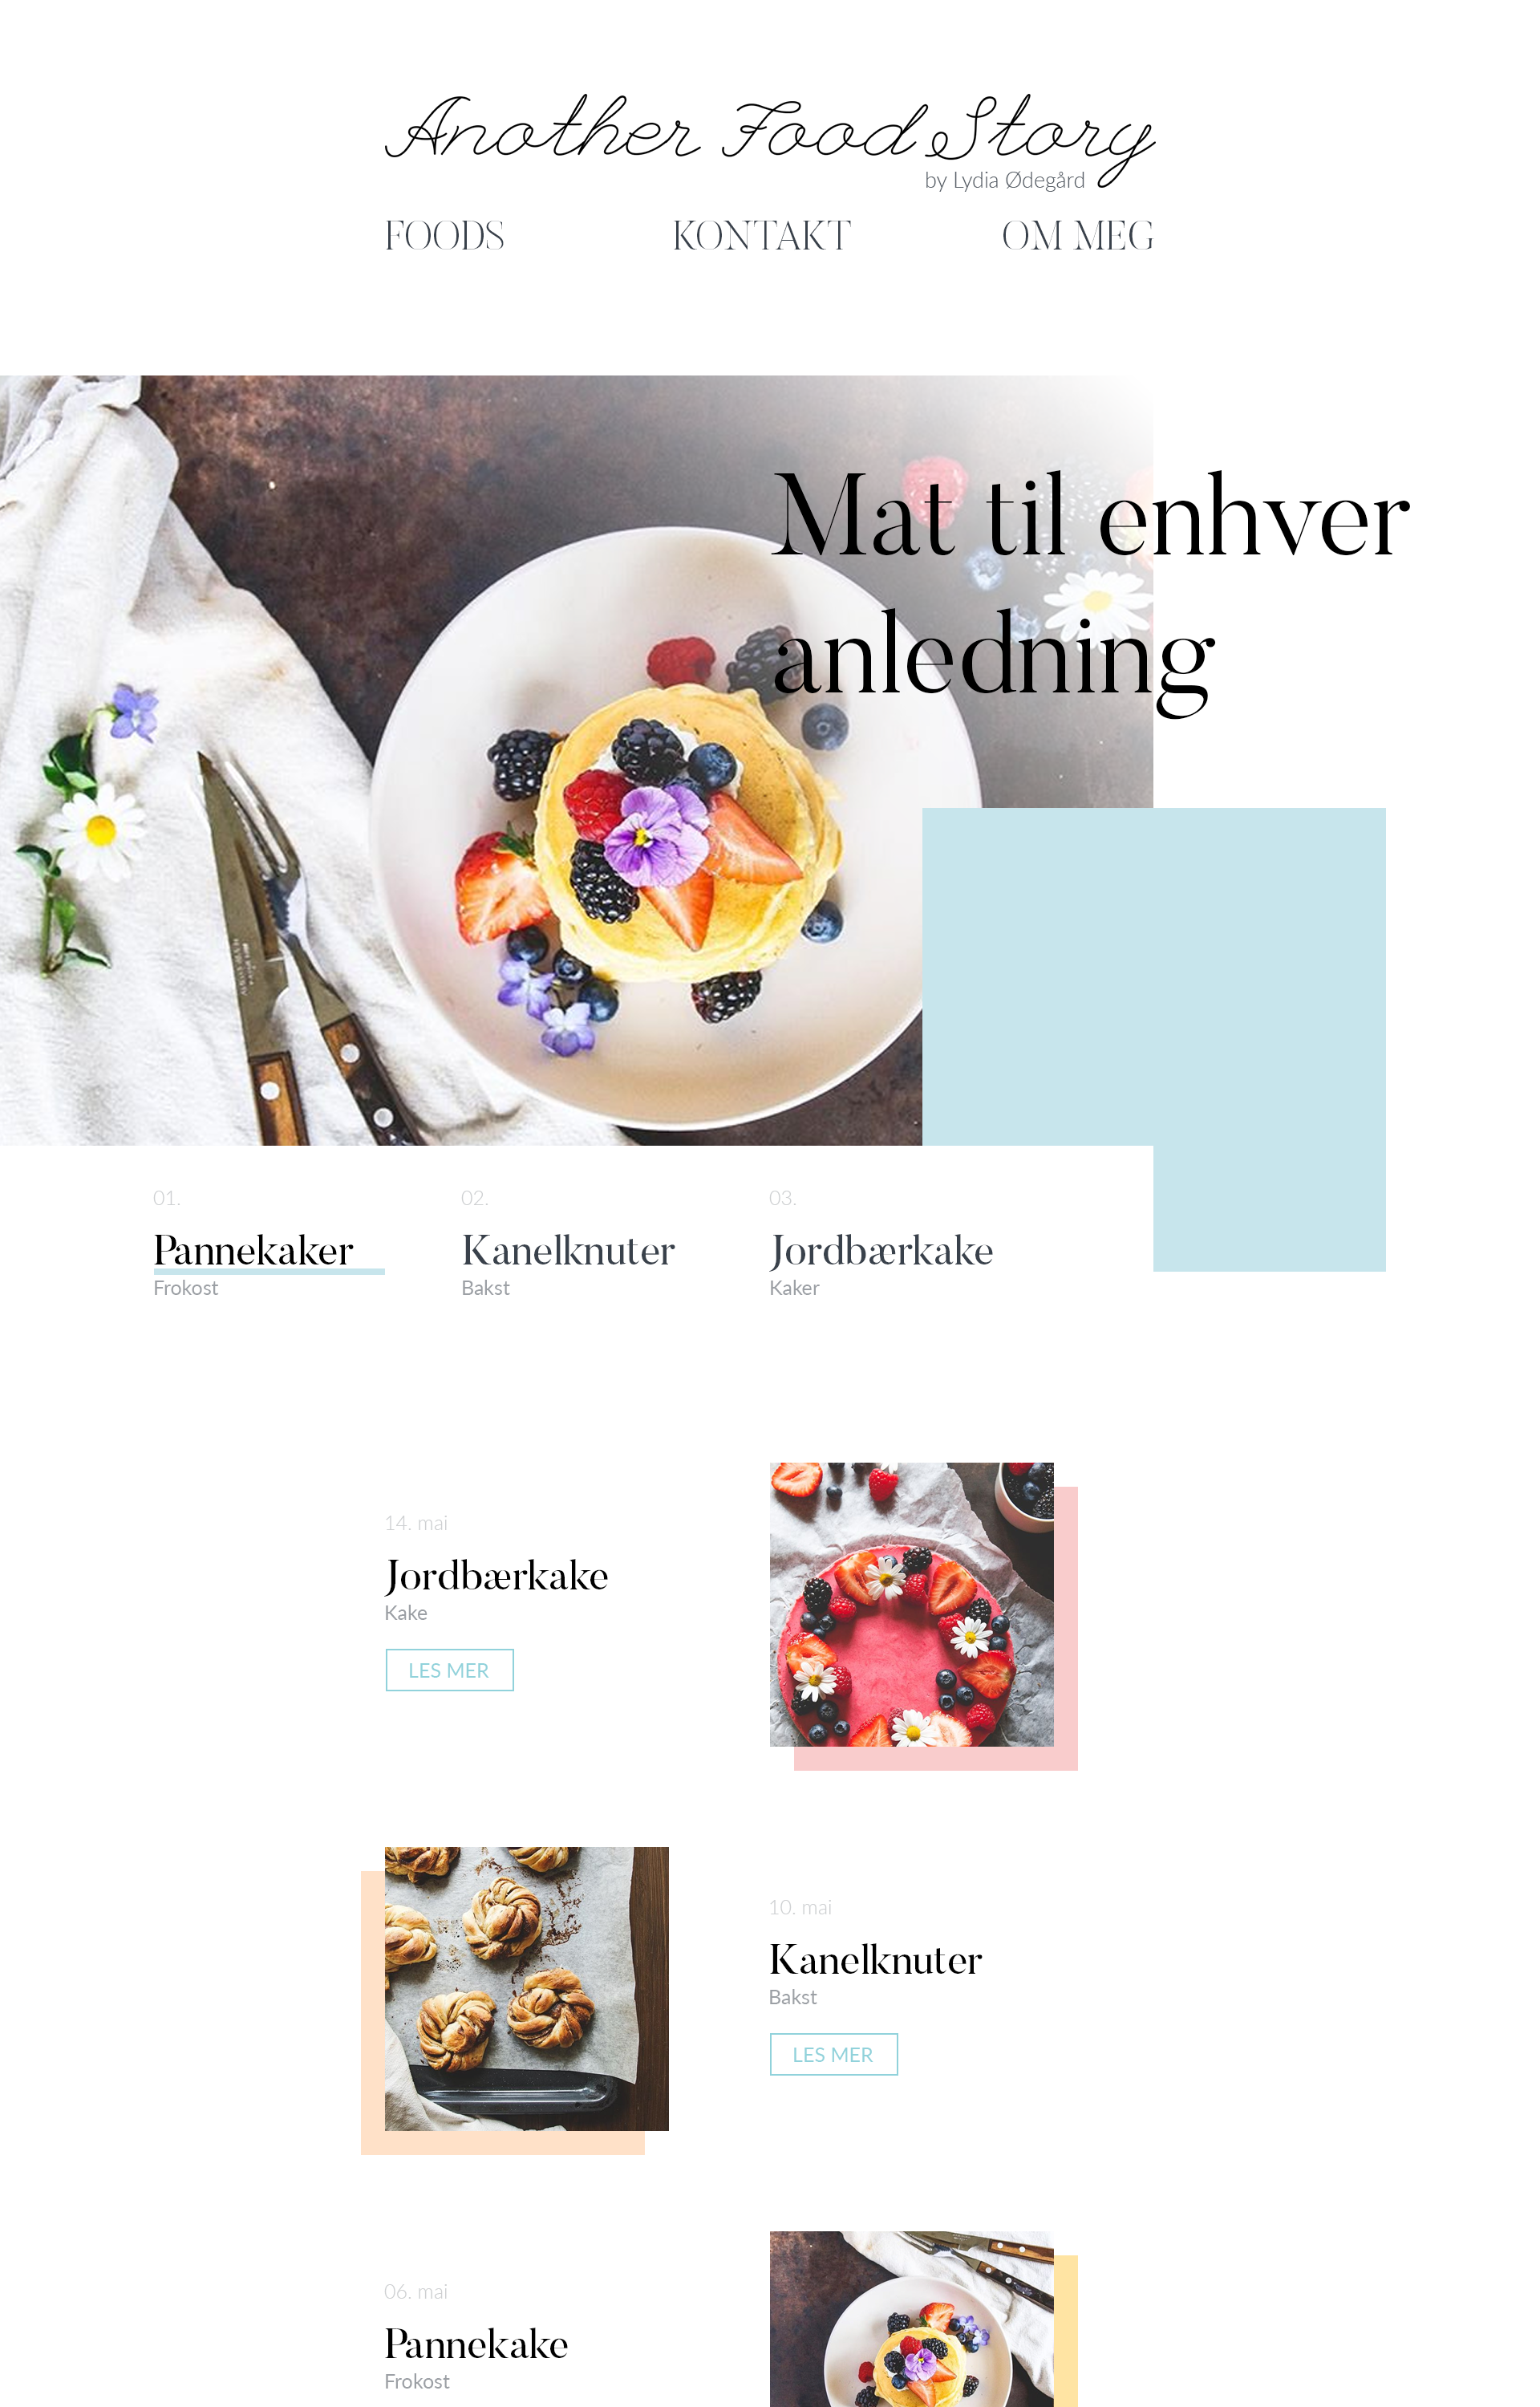 Another Food Story
by Lydia Ødegård
FOODS KONTAKT OM MEG
Mat til enhver
anledning
01.
Pannekaker
Frokost
02.
Kanelknuter
Bakst
03.
Jordbærkake
Kaker
14. mai
Jordbærkake
Kake
LES MER
10. mai
Kanelknuter
Bakst
LES MER
06. mai
Pannekake
Frokost